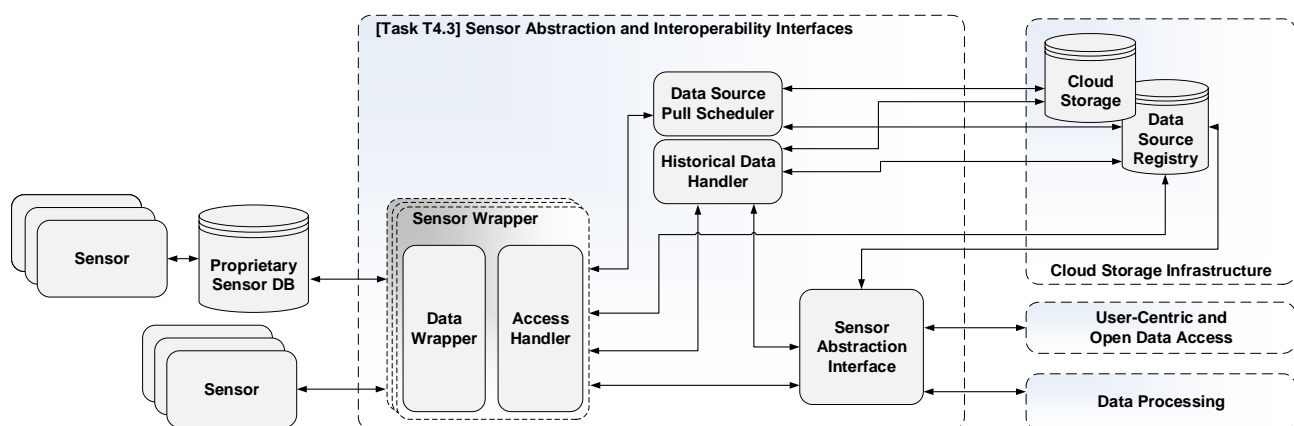 [Task T4.3] Sensor Abstraction and Interoperability Interfaces
Cloud
Storage
Data
Source
Registry
Cloud Storage Infrastructure
Data Source
Pull Scheduler
Historical Data
Handler
Sensor Wrapper
Data
Wrapper
Access
Handler
Sensor
Proprietary
Sensor DB
Sensor
Sensor
Abstraction
Interface
User-Centric and
Open Data Access
Data Processing